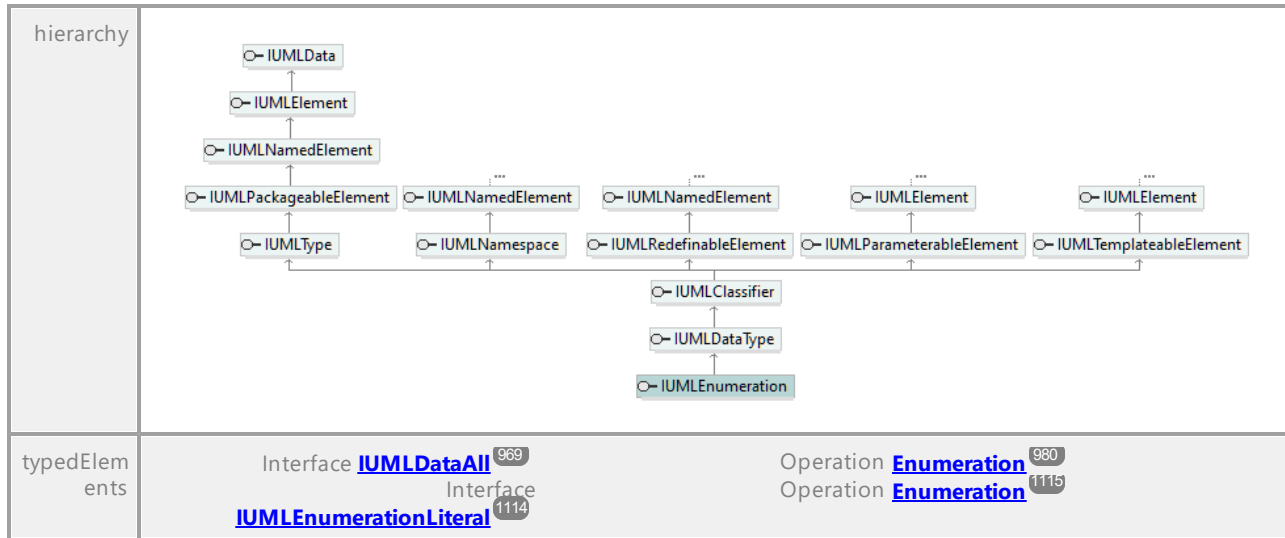 hierarchy
IUMLData
IUMLElement
IUMLNamedElement
... ... ... ...
IUMLPackageableElement IUMLNamedElement IUMLNamedElement IUMLElement IUMLElement
IUMLType IUMLNamespace IUMLRedefinableElement IUMLParameterableElement IUMLTemplateableElement
IUMLClassifier
IUMLDataType
IUMLEnumeration
typedElem
ents
Interface IUMLDataAll 969
Interface
IUMLEnumerationLiteral 1114
Operation Enumeration 980
Operation Enumeration 1115